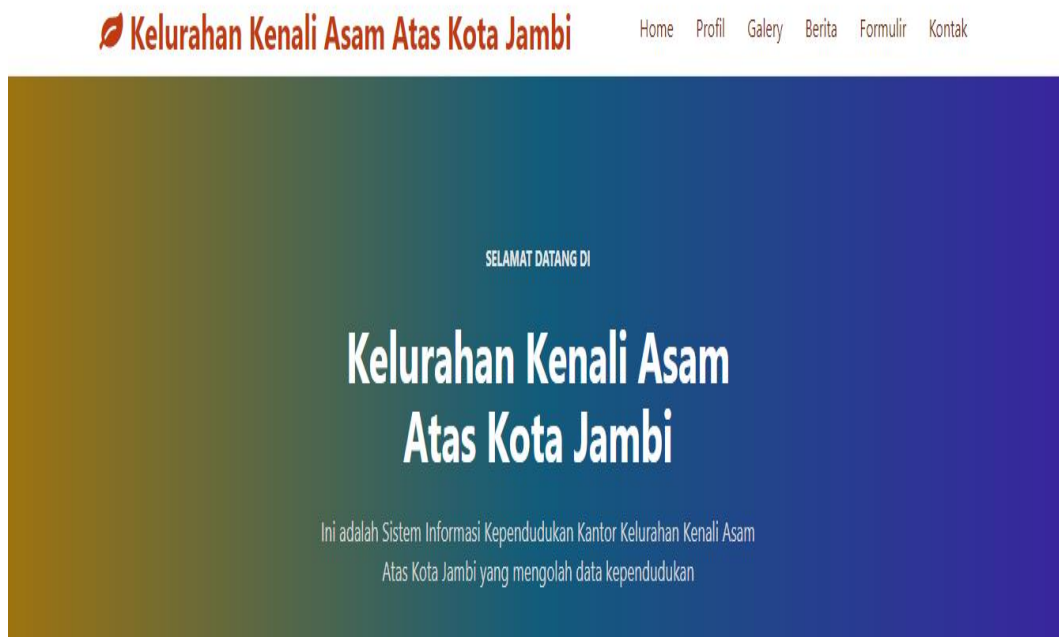 Kelurahan Kenali Asam Atas Kota Jambi
Home Profil Galery Berita Formulir Kontak
SELAMAT DATANG DI
Kelurahan Kenali Asam
Atas Kota Jambi
Ini adalah Sistem Informasi Kependudukan Kantor Kelurahan Kenali Asam
Atas Kota Jambi yang mengolah data kependudukan